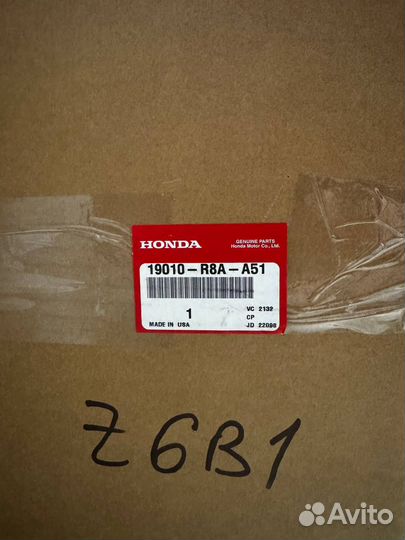 HONDA
GENUINE PARTS
Honda Motor Co., Ltd.
19010-R8A-A51
1
MADE IN USA
VC 2132
CP
JD 22098
Z6B1
Avito